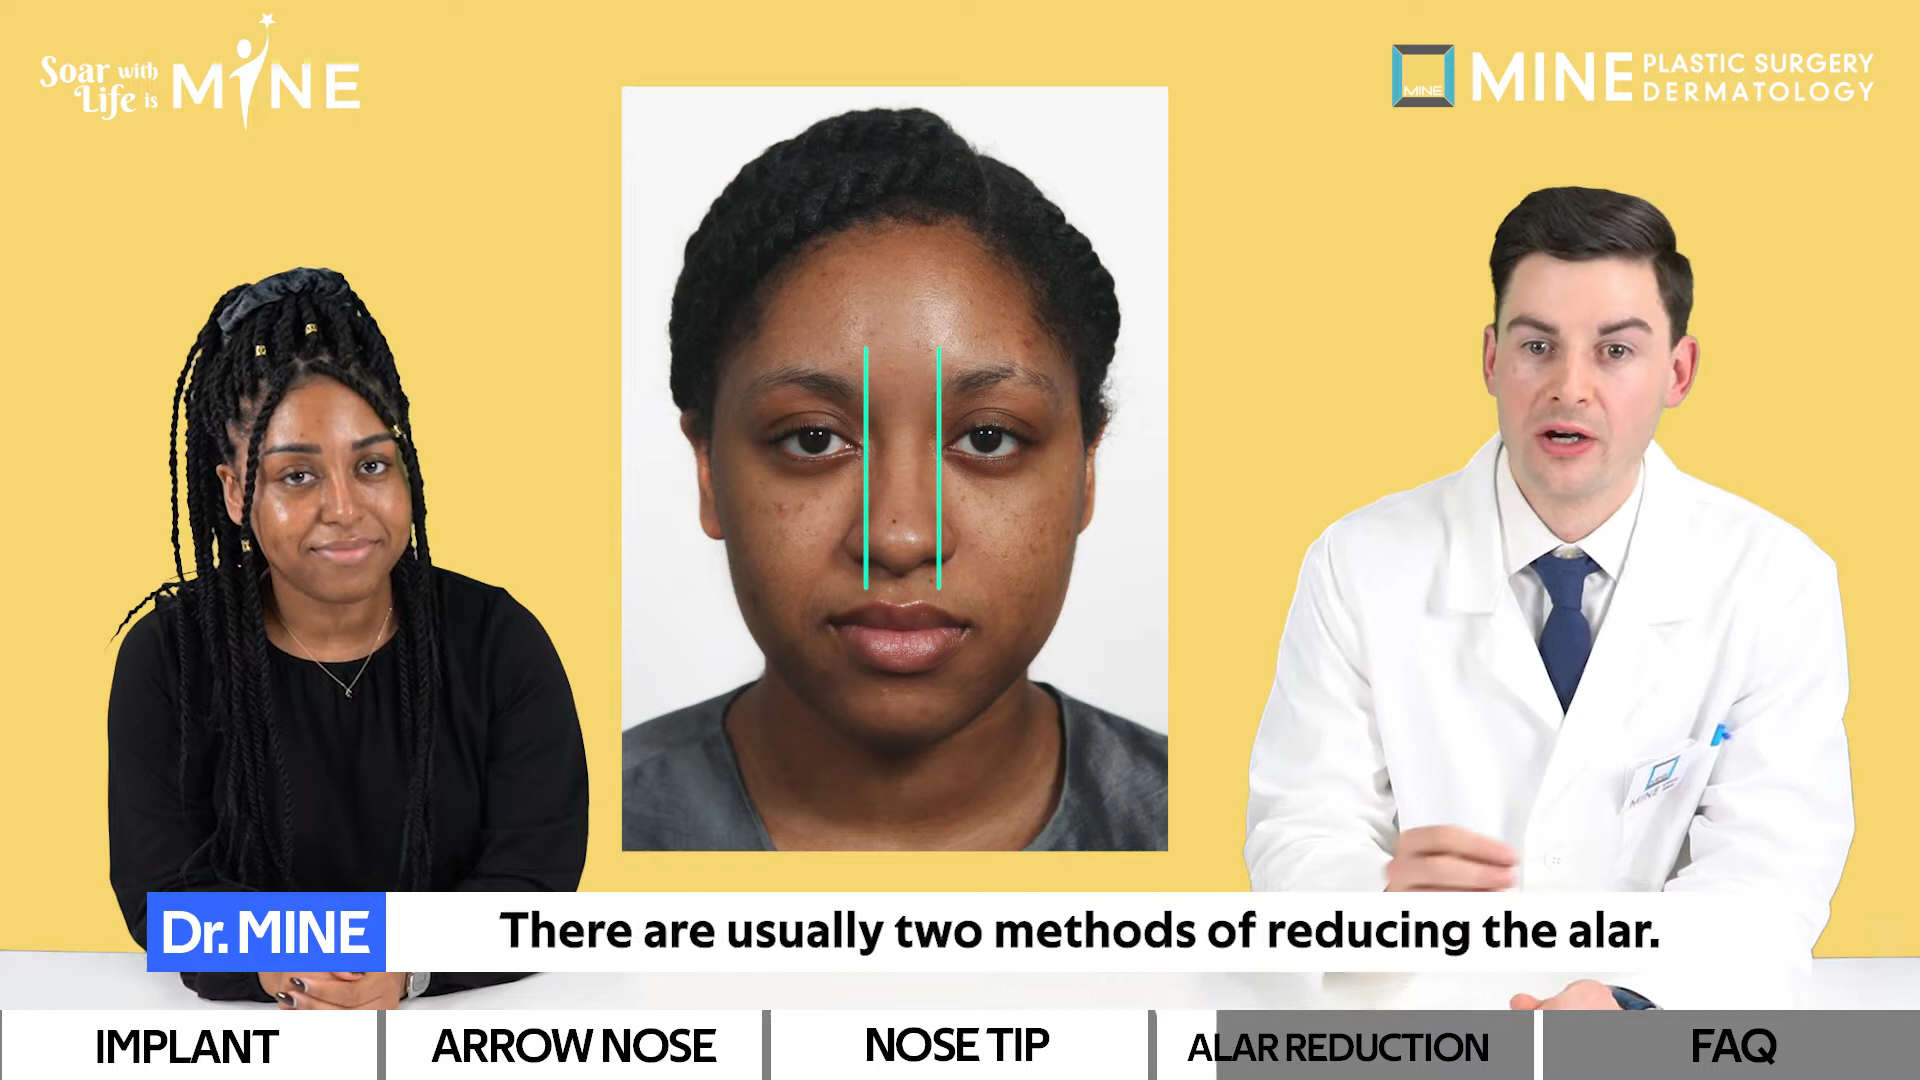 Soar with
Life is
MINE
MINE
MINE
PLASTIC SURGERY
DERMATOLOGY
MINE
Dr. MINE
There are usually two methods of reducing the alar.
IMPLANT
ARROW NOSE
NOSE TIP
ALAR REDUCTION
FAQ